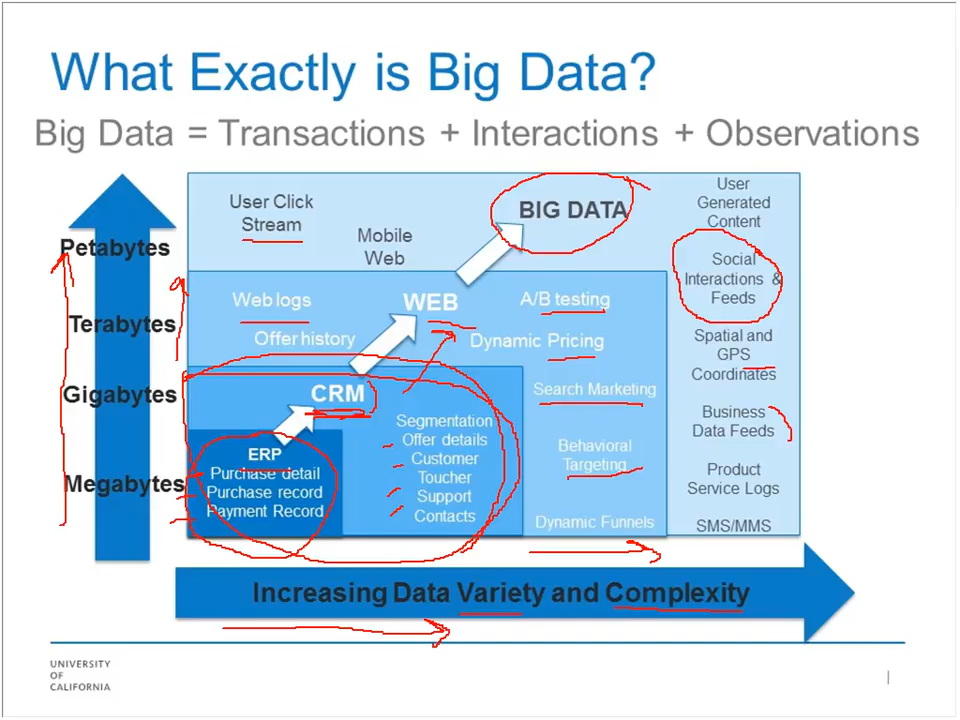 What Exactly is Big Data?
Big Data = Transactions + Interactions + Observations
Petabytes
Terabytes
Gigabytes
Megabytes
User Click
Stream
Mobile
Web
BIG DATA
User
Generated
Content
Social
Interactions &
Feeds
Spatial and
GPS
Coordinates
Business
Data Feeds
Product
Service Logs
SMS/MMS
Web logs
Offer history
WEB
A/B testing
Dynamic Pricing
Search Marketing
Behavioral
Targeting
Dynamic Funnels
CRM
Segmentation
Offer details
Customer
Toucher
Support
Contacts
ERP
Purchase detail
Purchase record
Payment Record
Increasing Data Variety and Complexity
UNIVERSITY
OF
CALIFORNIA